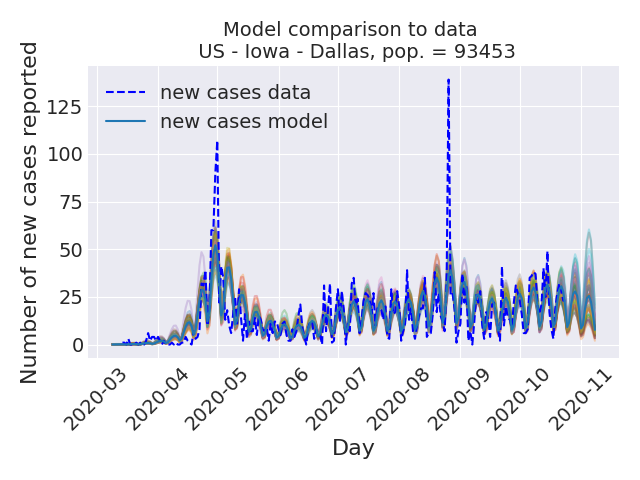 Model comparison to data
US - Iowa - Dallas, pop. = 93453
new cases data
new cases model
Number of new cases reported
125
100
75
50
25
0
2020-03
2020-04
2020-05
2020-06
2020-07
2020-08
2020-09
2020-10
2020-11
Day